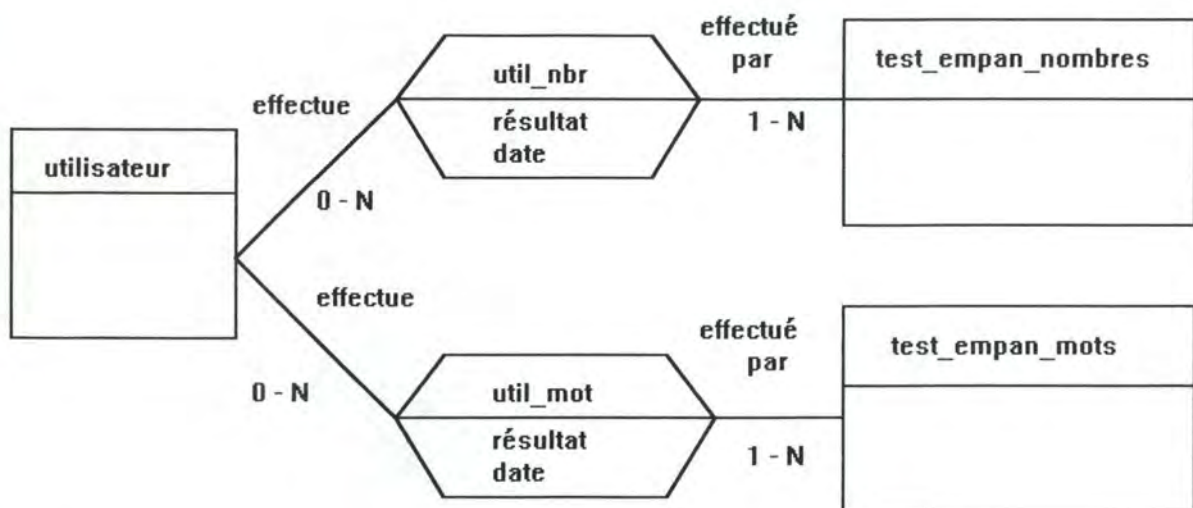 effectué
par
test_empan_nombres
util_nbr
effectue
résultat
date
1 - N
utilisateur
0 - N
effectue
effectué
par
test_empan_mots
0 - N
util_mot
résultat
date
1 - N